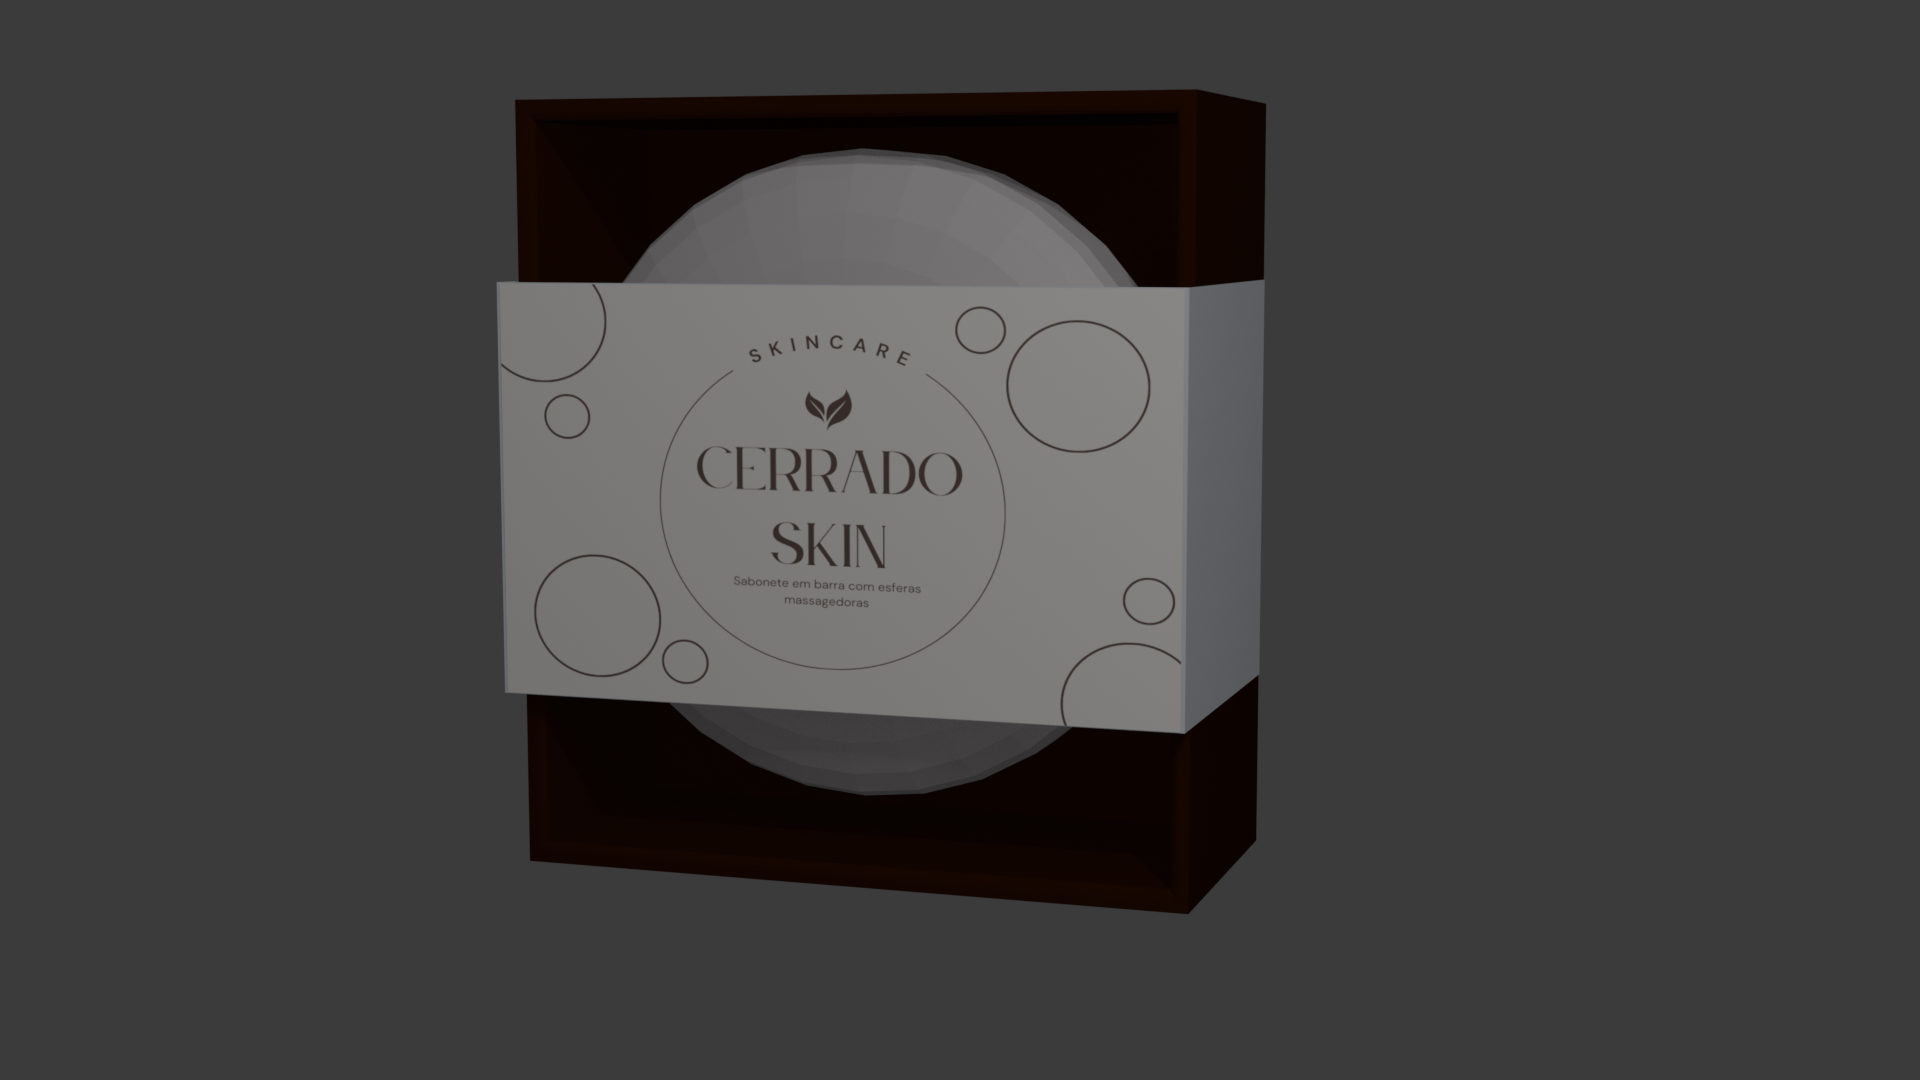 SKINCARE
CERRADO
SKIN
Sabonete em barra com esferas
massagedoras